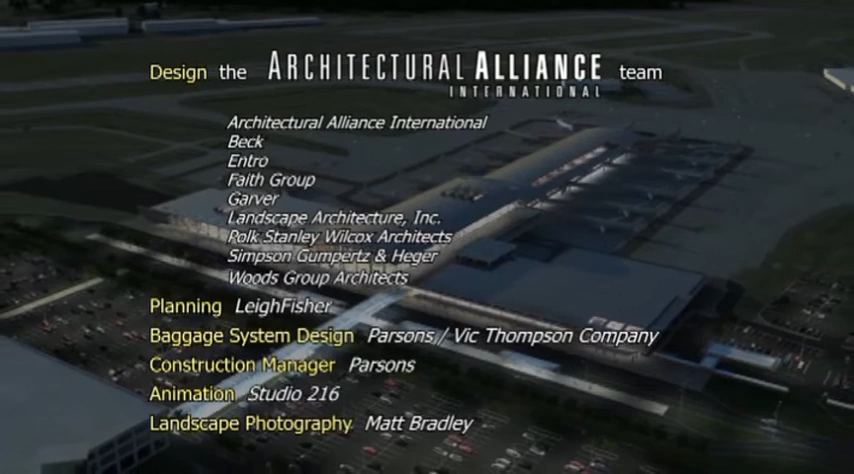 Design the ARCHITECTURAL ALLIANCE team
INTERNATIONAL
Architectural Alliance International
Beck
Entro
Faith Group
Garver
Landscape Architecture, Inc.
Polk Stanley Wilcox Architects
Simpson Gumpertz & Heger
Woods Group Architects
Planning LeighFisher
Baggage System Design Parsons / Vic Thompson Company
Construction Manager Parsons
Animation Studio 216
Landscape Photography Matt Bradley